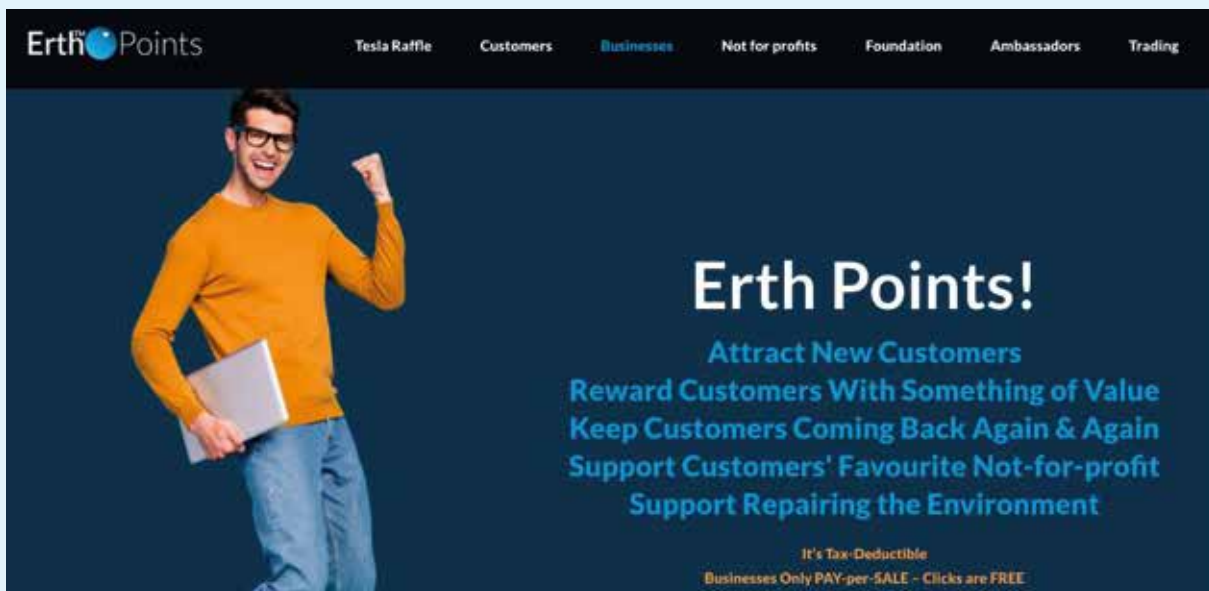 Erth Points
Tesla Raffle Customers Businesses Not for profits Foundation Ambassadors Trading
Erth Points!
Attract New Customers
Reward Customers With Something of Value
Keep Customers Coming Back Again & Again
Support Customers' Favourite Not-for-profit
Support Repairing the Environment
It's Tax-Deductible
Businesses Only PAY-per-SALE – Clicks are FREE